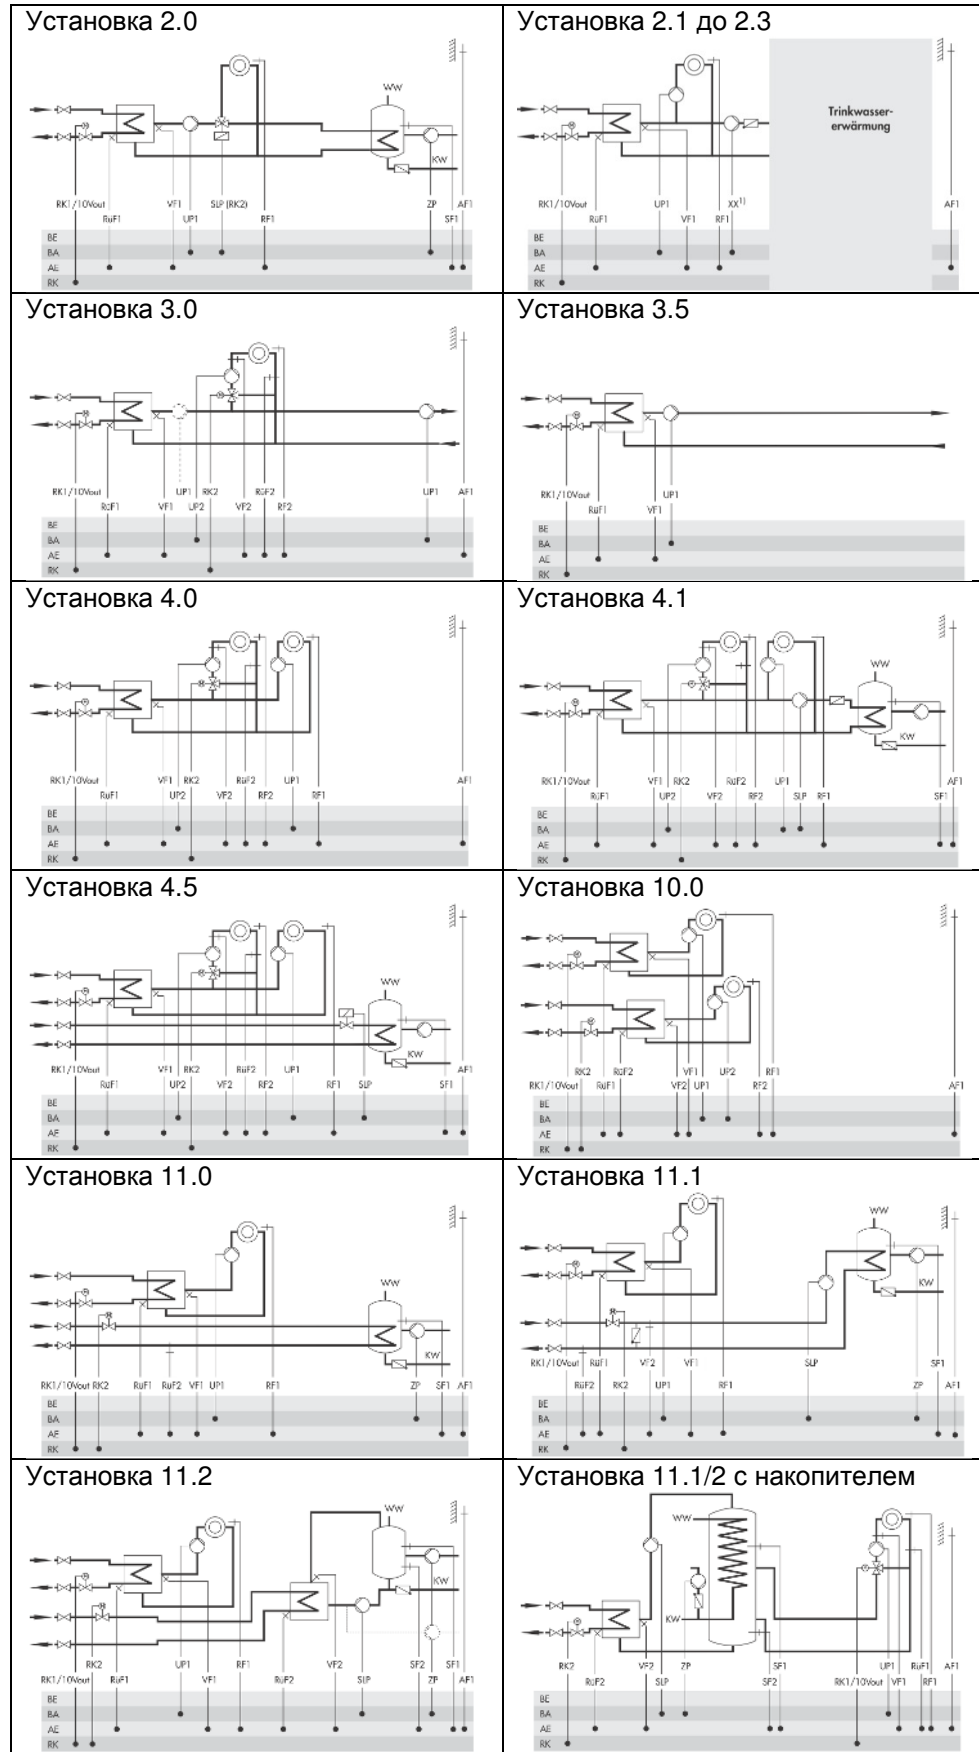 Установка 2.0
WW
KW
RK1/10Vout VF1 SLP (RK2) ZP AF1
RüF1 UP1 RF1 SF1
BE
BA
AE
RK
Установка 2.1 до 2.3
Trinkwasser-
erwärmung
RK1/10Vout UP1 XX¹⁾
RüF1 VF1 RF1 AF1
BE
BA
AE
RK
Установка 3.0
RK1/10Vout UP1 RK2 RüF2 UP1 AF1
RüF1 VF1 UP2 VF2 RF2
BE
BA
AE
RK
Установка 3.5
RK1/10Vout UP1
RüF1 VF1
BE
BA
AE
RK
Установка 4.0
RK1/10Vout VF1 RK2 RüF2 UP1 AF1
RüF1 UP2 VF2 RF2 RF1
BE
BA
AE
RK
Установка 4.1
WW
KW
RK1/10Vout VF1 RK2 RüF2 UP1 AF1
RüF1 UP2 VF2 RF2 SLP RF1 SF1
BE
BA
AE
RK
Установка 4.5
WW
KW
RK1/10Vout VF1 RK2 RüF2 UP1 AF1
RüF1 UP2 VF2 RF2 RF1 SLP SF1
BE
BA
AE
RK
Установка 10.0
RK2 RüF2 VF1 UP2 RF1
RK1/10Vout RüF1 VF2 UP1 RF2 AF1
BE
BA
AE
RK
Установка 11.0
WW
KW
RK1/10Vout RK2 RüF1 RüF2 VF1 UP1 RF1 ZP SF1 AF1
BE
BA
AE
RK
Установка 11.1
WW
KW
RK1/10Vout RüF1 VF2 VF1 SLP SF1
RüF2 RK2 UP1 RF1 ZP AF1
BE
BA
AE
RK
Установка 11.2
WW
KW
RK2 UP1 RF1 VF2 SF2 SF1
RK1/10Vout RüF1 VF1 RüF2 SLP ZP AF1
BE
BA
AE
RK
Установка 11.1/2 с накопителем
WW
KW
RK2 VF2 ZP SF1 UP1 RüF1 AF1
RüF2 SLP SF2 RK1/10Vout VF1 RF1
BE
BA
AE
RK